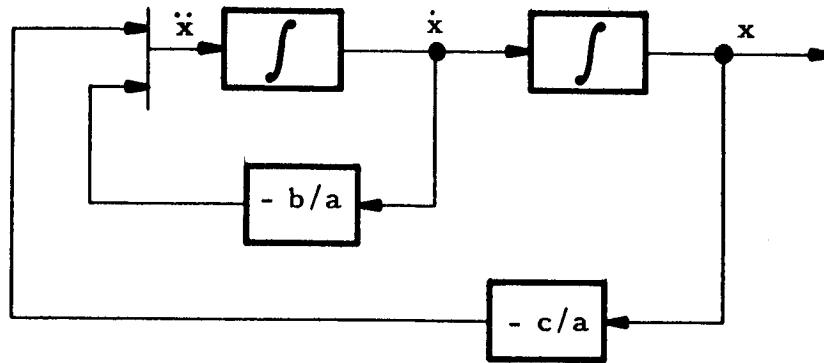 ẍ
∫
ẋ
∫
x
- b/a
- c/a